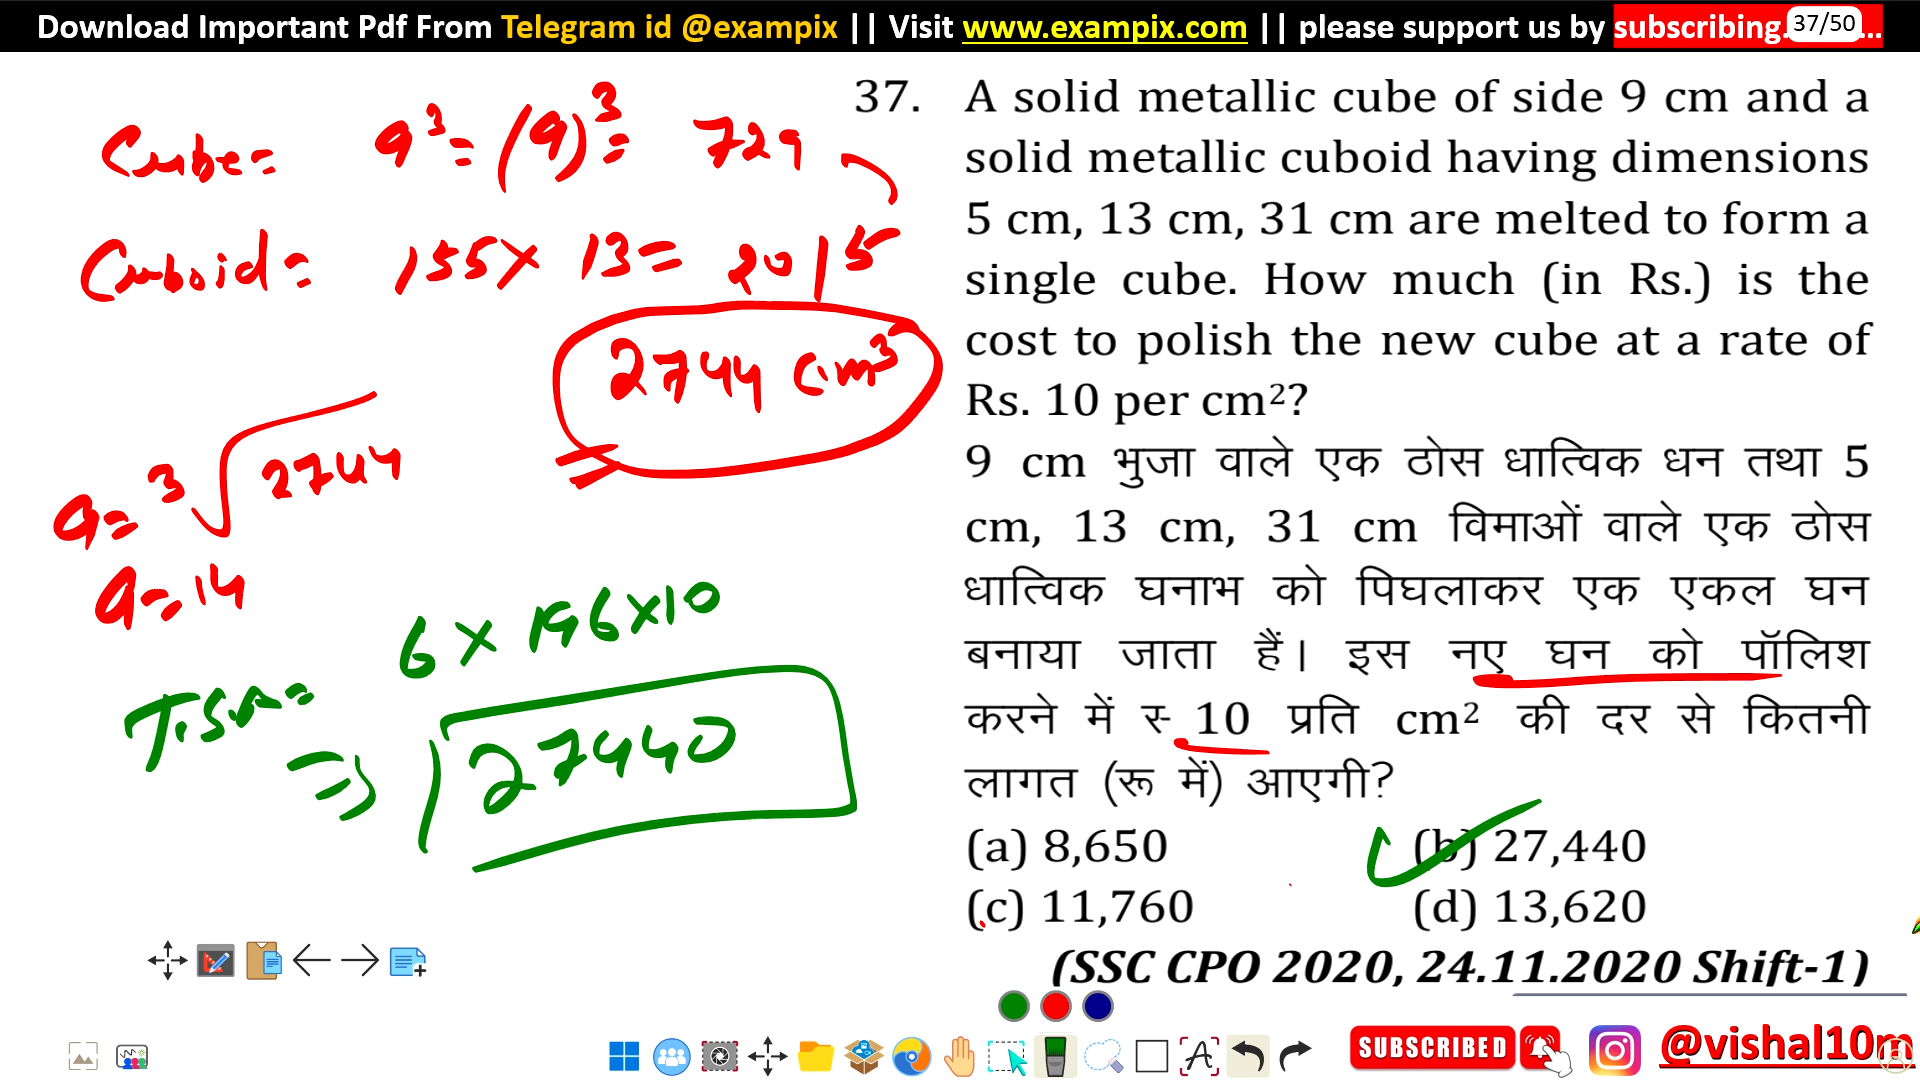 Download Important Pdf From Telegram id @exampix || Visit www.exampix.com || please support us by subscribing.
37/50
37. A solid metallic cube of side 9 cm and a
solid metallic cuboid having dimensions
5 cm, 13 cm, 31 cm are melted to form a
single cube. How much (in Rs.) is the
cost to polish the new cube at a rate of
Rs. 10 per cm²?
9 cm भुजा वाले एक ठोस धात्विक धन तथा 5
cm, 13 cm, 31 cm विमाओं वाले एक ठोस
धात्विक घनाभ को पिघलाकर एक एकल घन
बनाया जाता हैं। इस नए घन को पॉलिश
करने में रु 10 प्रति cm² की दर से कितनी
लागत (रू में) आएगी?
(a) 8,650 (b) 27,440
(c) 11,760 (d) 13,620
(SSC CPO 2020, 24.11.2020 Shift-1)
Cube= a³= (9)³= 729
Cuboid= 155× 13= 2015
2744 cm³
a= ³√2744
a= 14
6 × 196×10
T.S.A=
⇒ 27440
SUBSCRIBED
@vishal10m